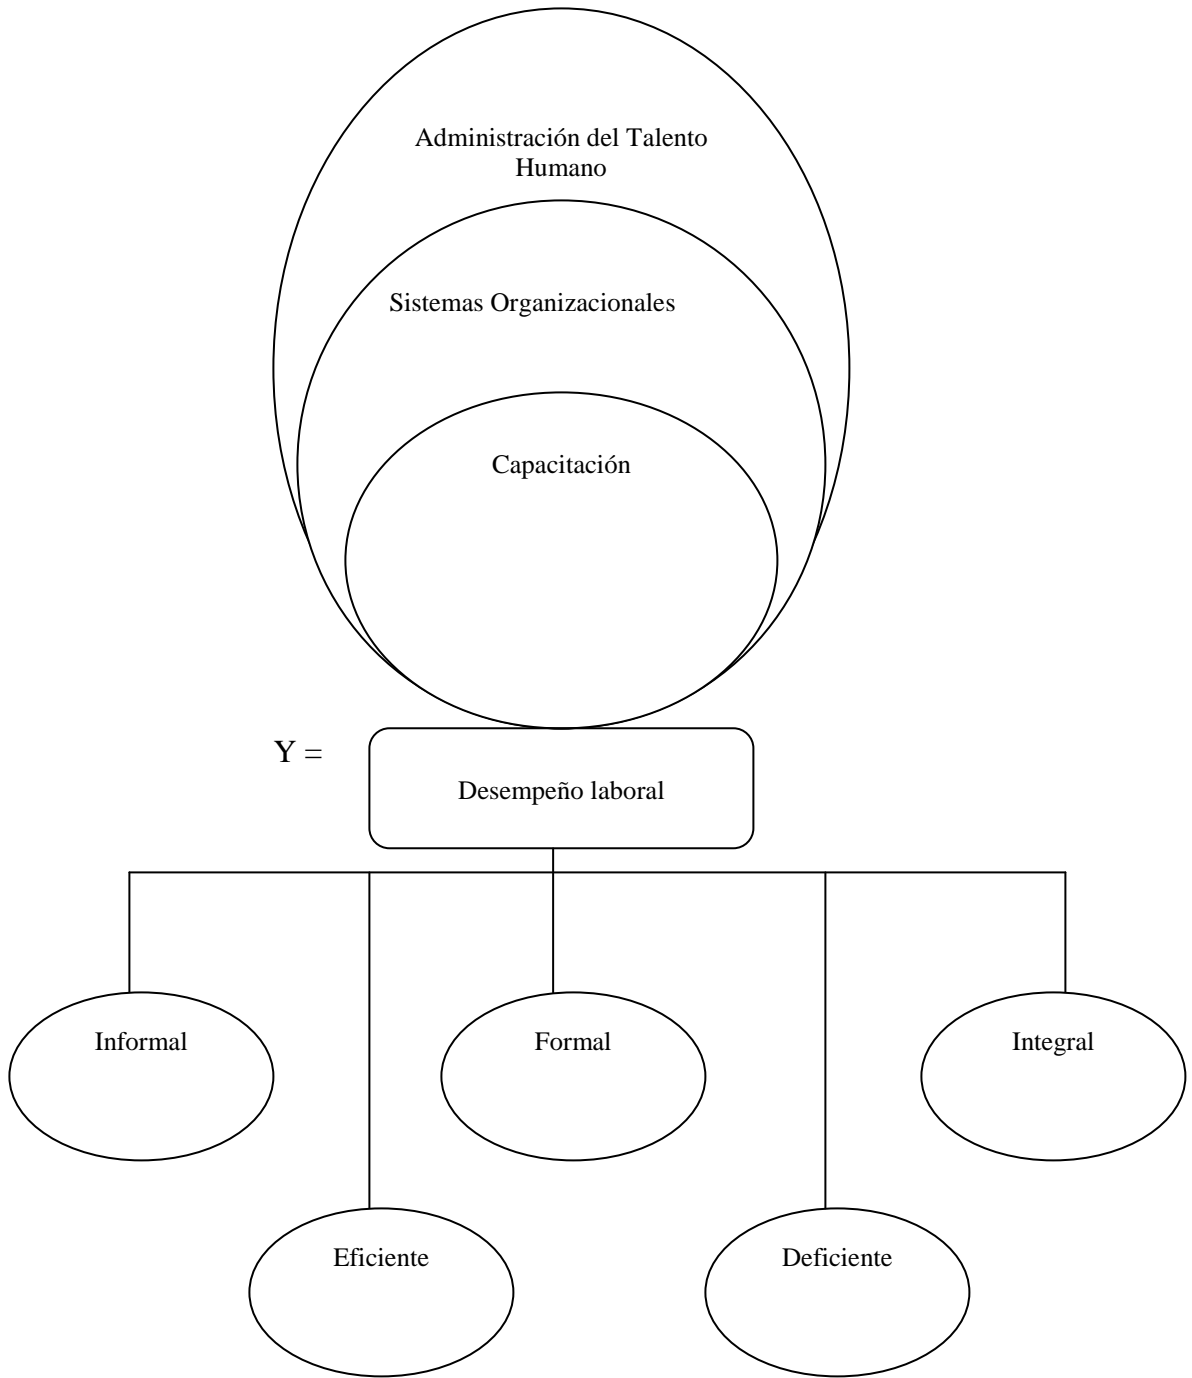 Administración del Talento
Humano
Sistemas Organizacionales
Capacitación
Y =
Desempeño laboral
Informal
Formal
Integral
Eficiente
Deficiente